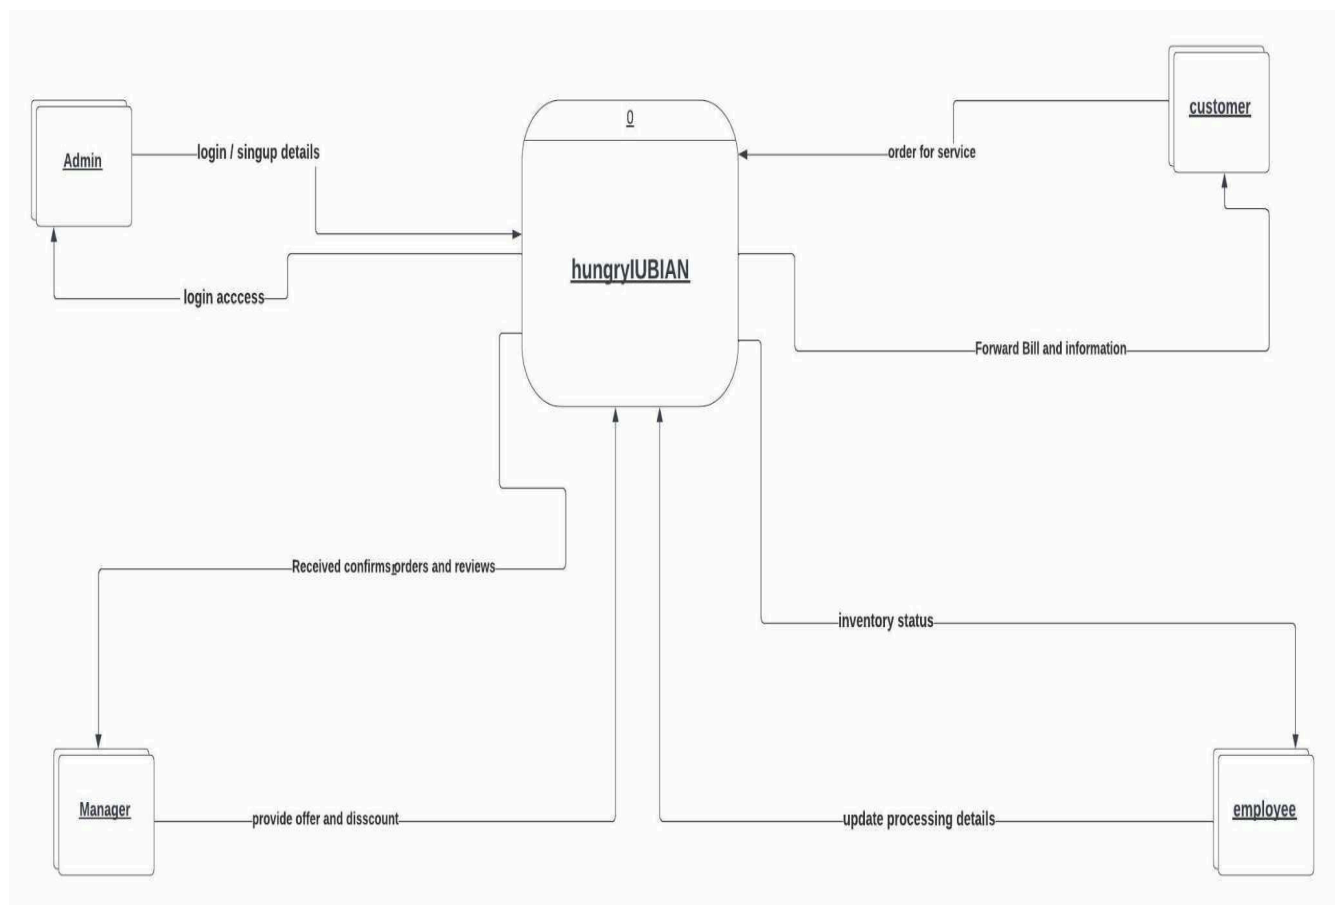 0
customer
Admin
login / singup details
order for service
hungryIUBIAN
login acccess
Forward Bill and information
Received confirms,orders and reviews
inventory status
Manager
employee
provide offer and disscount
update processing details